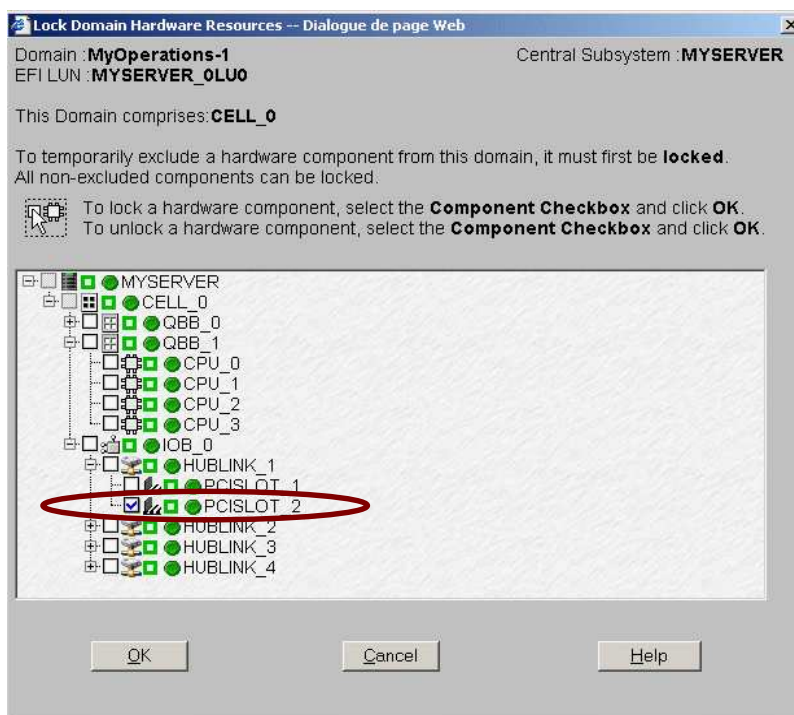 Lock Domain Hardware Resources -- Dialogue de page Web
Domain :MyOperations-1
Central Subsystem :MYSERVER
EFI LUN :MYSERVER_0LU0
This Domain comprises:CELL_0
To temporarily exclude a hardware component from this domain, it must first be locked.
All non-excluded components can be locked.
To lock a hardware component, select the Component Checkbox and click OK.
To unlock a hardware component, select the Component Checkbox and click OK.
MYSERVER
CELL_0
QBB_0
QBB_1
CPU_0
CPU_1
CPU_2
CPU_3
IOB_0
HUBLINK_1
PCISLOT_1
PCISLOT_2
HUBLINK_2
HUBLINK_3
HUBLINK_4
OK
Cancel
Help